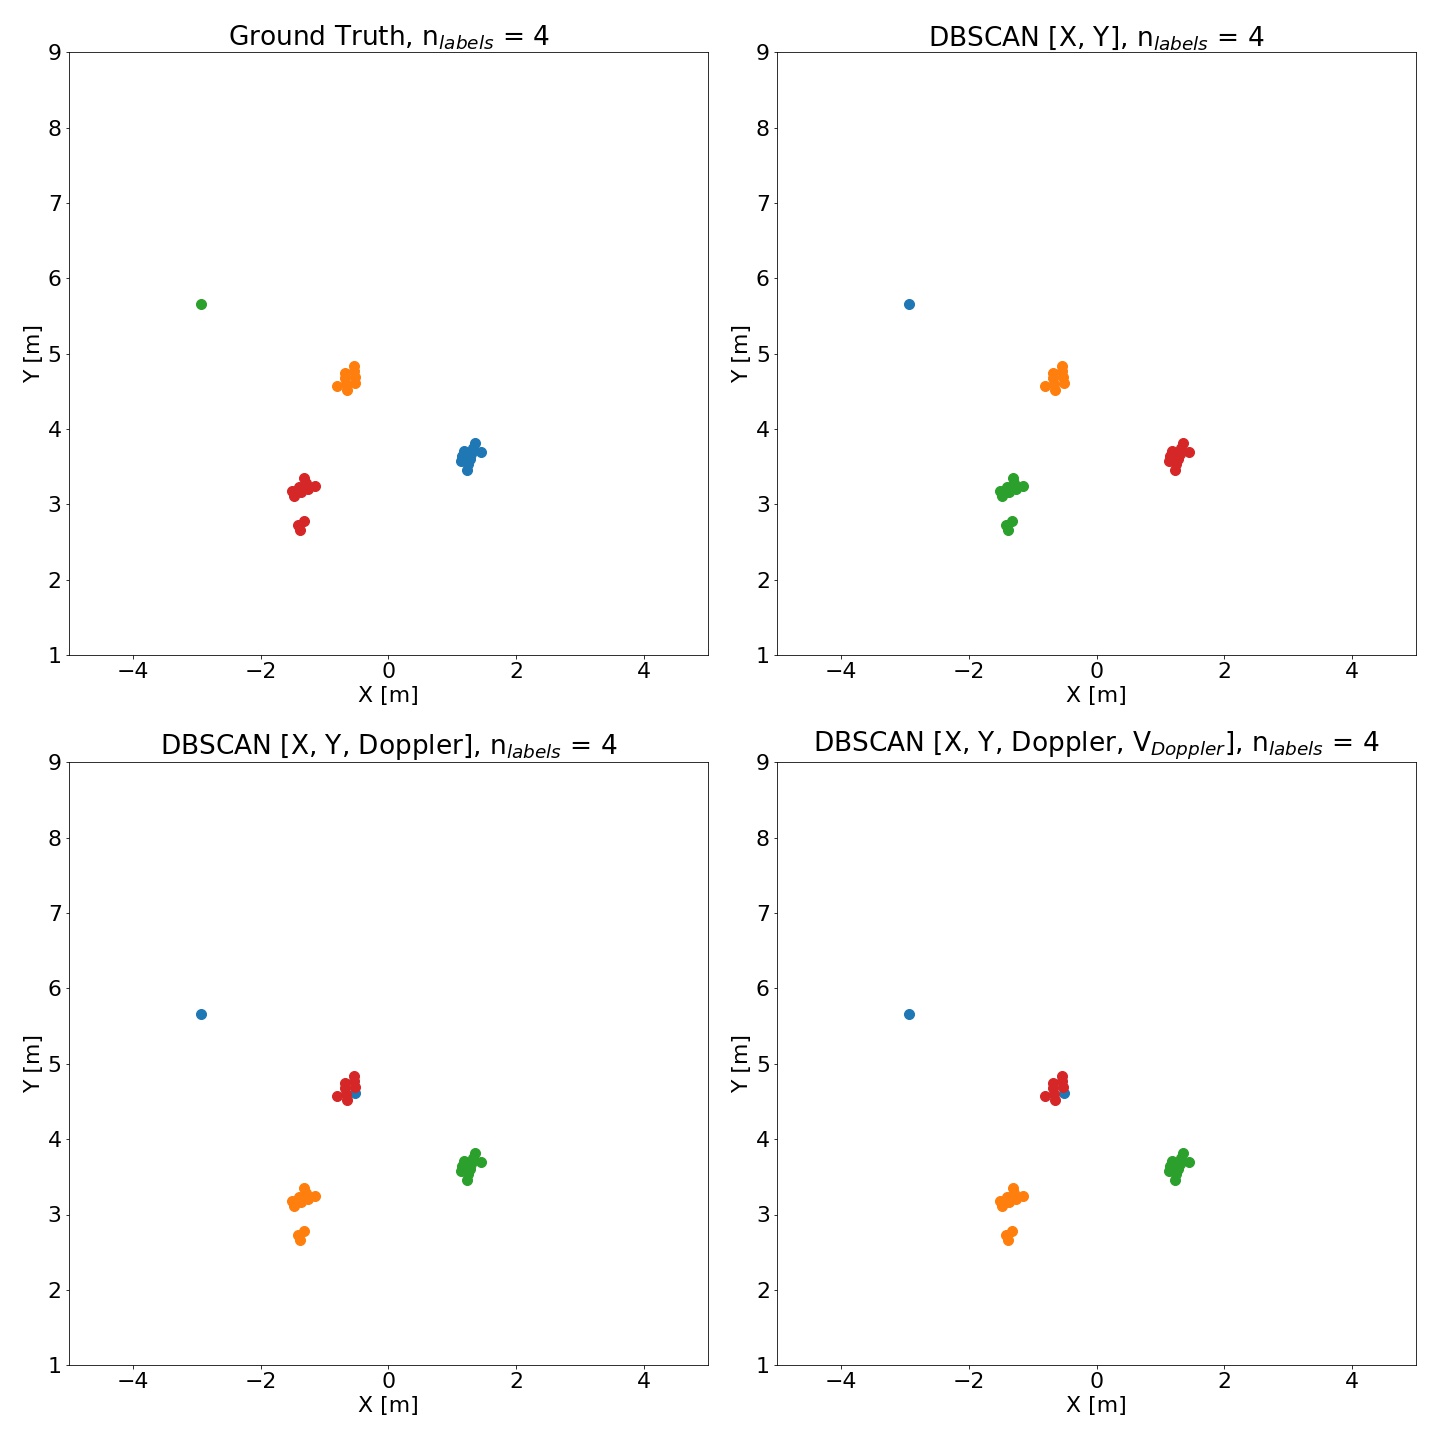 Ground Truth, n_labels = 4
9
8
7
6
5
4
3
2
1
Y [m]
−4 −2 0 2 4
X [m]
DBSCAN [X, Y], n_labels = 4
9
8
7
6
5
4
3
2
1
Y [m]
−4 −2 0 2 4
X [m]
DBSCAN [X, Y, Doppler], n_labels = 4
9
8
7
6
5
4
3
2
1
Y [m]
−4 −2 0 2 4
X [m]
DBSCAN [X, Y, Doppler, V_Doppler], n_labels = 4
9
8
7
6
5
4
3
2
1
Y [m]
−4 −2 0 2 4
X [m]